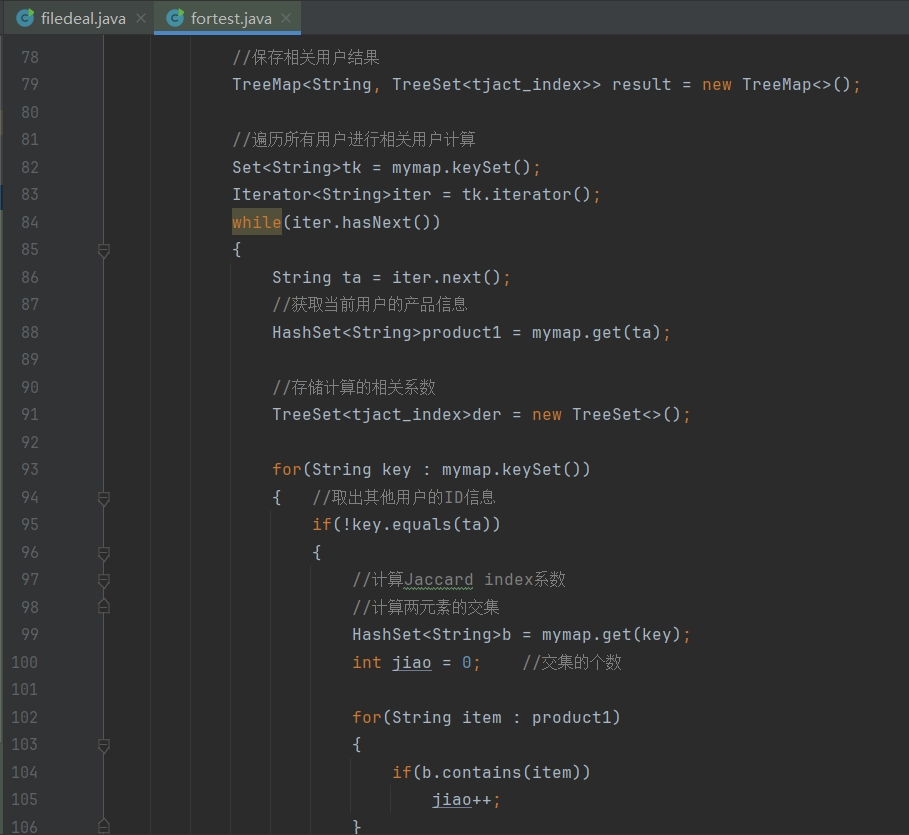 filedeal.java
fortest.java
78 //保存相关用户结果
79 TreeMap<String, TreeSet<tjact_index>> result = new TreeMap<>();
80
81 //遍历所有用户进行相关用户计算
82 Set<String>tk = mymap.keySet();
83 Iterator<String>iter = tk.iterator();
84 while(iter.hasNext())
85 {
86 String ta = iter.next();
87 //获取当前用户的产品信息
88 HashSet<String>product1 = mymap.get(ta);
89
90 //存储计算的相关系数
91 TreeSet<tjact_index>der = new TreeSet<>();
92
93 for(String key : mymap.keySet())
94 { //取出其他用户的ID信息
95 if(!key.equals(ta))
96 {
97 //计算Jaccard index系数
98 //计算两元素的交集
99 HashSet<String>b = mymap.get(key);
100 int jiao = 0; //交集的个数
101
102 for(String item : product1)
103 {
104 if(b.contains(item))
105 jiao++;
106 }